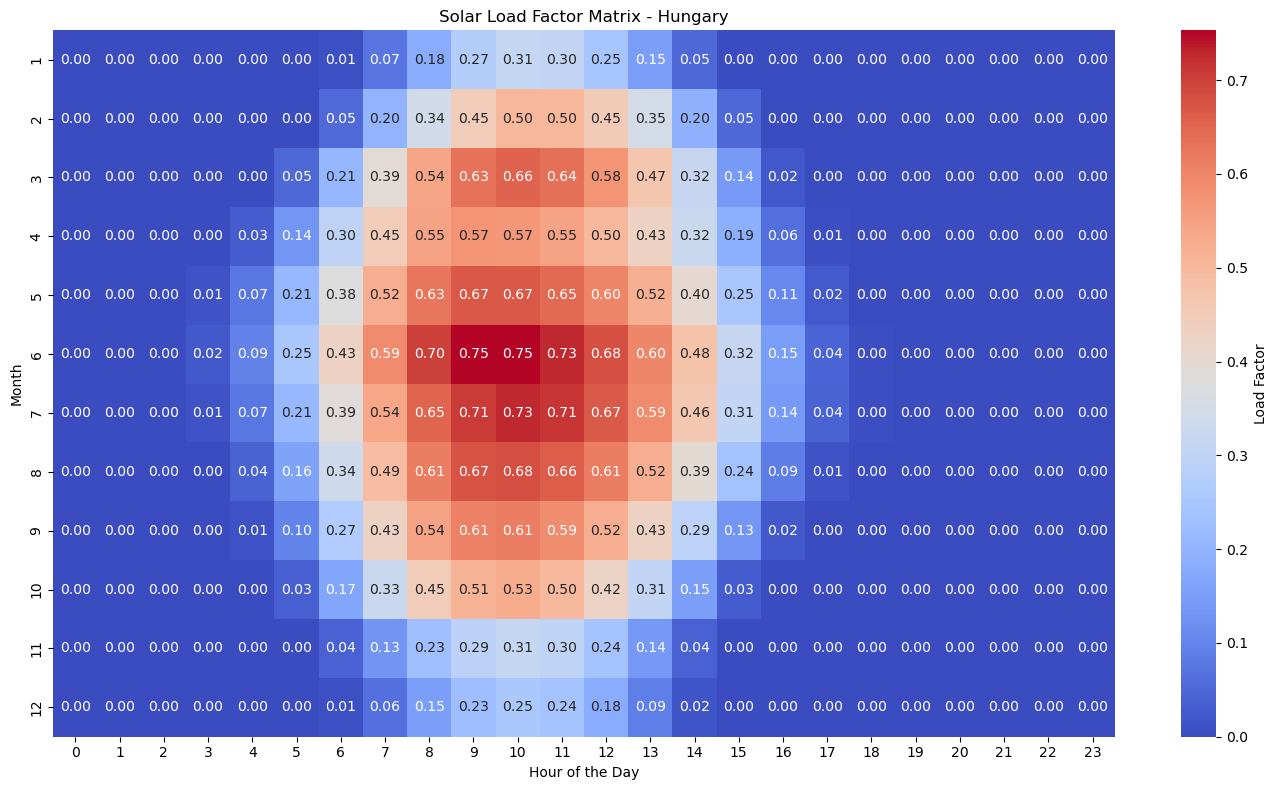 Solar Load Factor Matrix - Hungary
1 0.00 0.00 0.00 0.00 0.00 0.00 0.01 0.07 0.18 0.27 0.31 0.30 0.25 0.15 0.05 0.00 0.00 0.00 0.00 0.00 0.00 0.00 0.00 0.00
2 0.00 0.00 0.00 0.00 0.00 0.00 0.05 0.20 0.34 0.45 0.50 0.50 0.45 0.35 0.20 0.05 0.00 0.00 0.00 0.00 0.00 0.00 0.00 0.00
3 0.00 0.00 0.00 0.00 0.00 0.05 0.21 0.39 0.54 0.63 0.66 0.64 0.58 0.47 0.32 0.14 0.02 0.00 0.00 0.00 0.00 0.00 0.00 0.00
4 0.00 0.00 0.00 0.00 0.03 0.14 0.30 0.45 0.55 0.57 0.57 0.55 0.50 0.43 0.32 0.19 0.06 0.01 0.00 0.00 0.00 0.00 0.00 0.00
5 0.00 0.00 0.00 0.01 0.07 0.21 0.38 0.52 0.63 0.67 0.67 0.65 0.60 0.52 0.40 0.25 0.11 0.02 0.00 0.00 0.00 0.00 0.00 0.00
6 0.00 0.00 0.00 0.02 0.09 0.25 0.43 0.59 0.70 0.75 0.75 0.73 0.68 0.60 0.48 0.32 0.15 0.04 0.00 0.00 0.00 0.00 0.00 0.00
7 0.00 0.00 0.00 0.01 0.07 0.21 0.39 0.54 0.65 0.71 0.73 0.71 0.67 0.59 0.46 0.31 0.14 0.04 0.00 0.00 0.00 0.00 0.00 0.00
8 0.00 0.00 0.00 0.00 0.04 0.16 0.34 0.49 0.61 0.67 0.68 0.66 0.61 0.52 0.39 0.24 0.09 0.01 0.00 0.00 0.00 0.00 0.00 0.00
9 0.00 0.00 0.00 0.00 0.01 0.10 0.27 0.43 0.54 0.61 0.61 0.59 0.52 0.43 0.29 0.13 0.02 0.00 0.00 0.00 0.00 0.00 0.00 0.00
10 0.00 0.00 0.00 0.00 0.00 0.03 0.17 0.33 0.45 0.51 0.53 0.50 0.42 0.31 0.15 0.03 0.00 0.00 0.00 0.00 0.00 0.00 0.00 0.00
11 0.00 0.00 0.00 0.00 0.00 0.00 0.04 0.13 0.23 0.29 0.31 0.30 0.24 0.14 0.04 0.00 0.00 0.00 0.00 0.00 0.00 0.00 0.00 0.00
12 0.00 0.00 0.00 0.00 0.00 0.00 0.01 0.06 0.15 0.23 0.25 0.24 0.18 0.09 0.02 0.00 0.00 0.00 0.00 0.00 0.00 0.00 0.00 0.00
0 1 2 3 4 5 6 7 8 9 10 11 12 13 14 15 16 17 18 19 20 21 22 23
Hour of the Day
Month
0.7
0.6
0.5
0.4
0.3
0.2
0.1
0.0
Load Factor